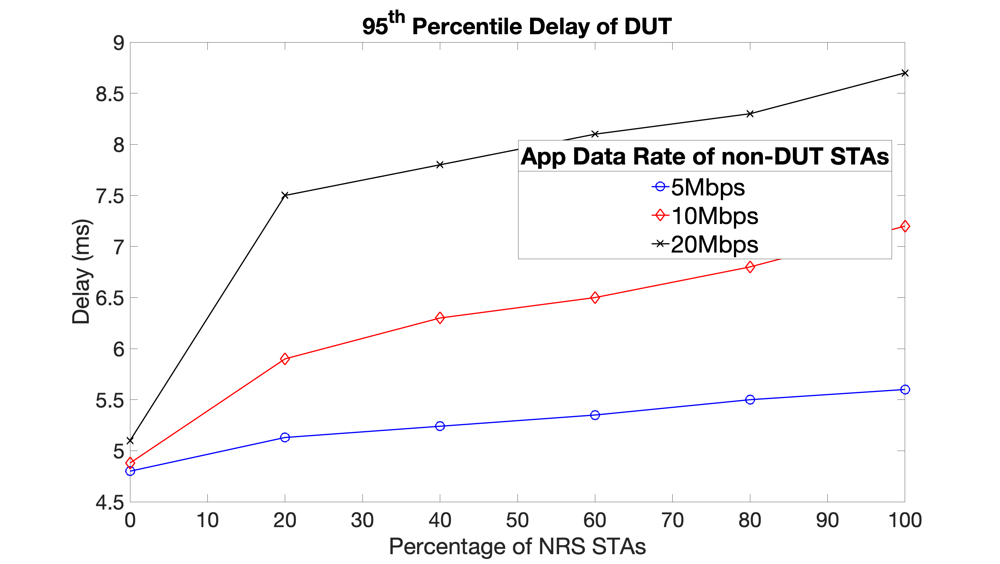 95th Percentile Delay of DUT
9
8.5
8
7.5
7
6.5
6
5.5
5
4.5
Delay (ms)
App Data Rate of non-DUT STAs
5Mbps
10Mbps
20Mbps
0 10 20 30 40 50 60 70 80 90 100
Percentage of NRS STAs